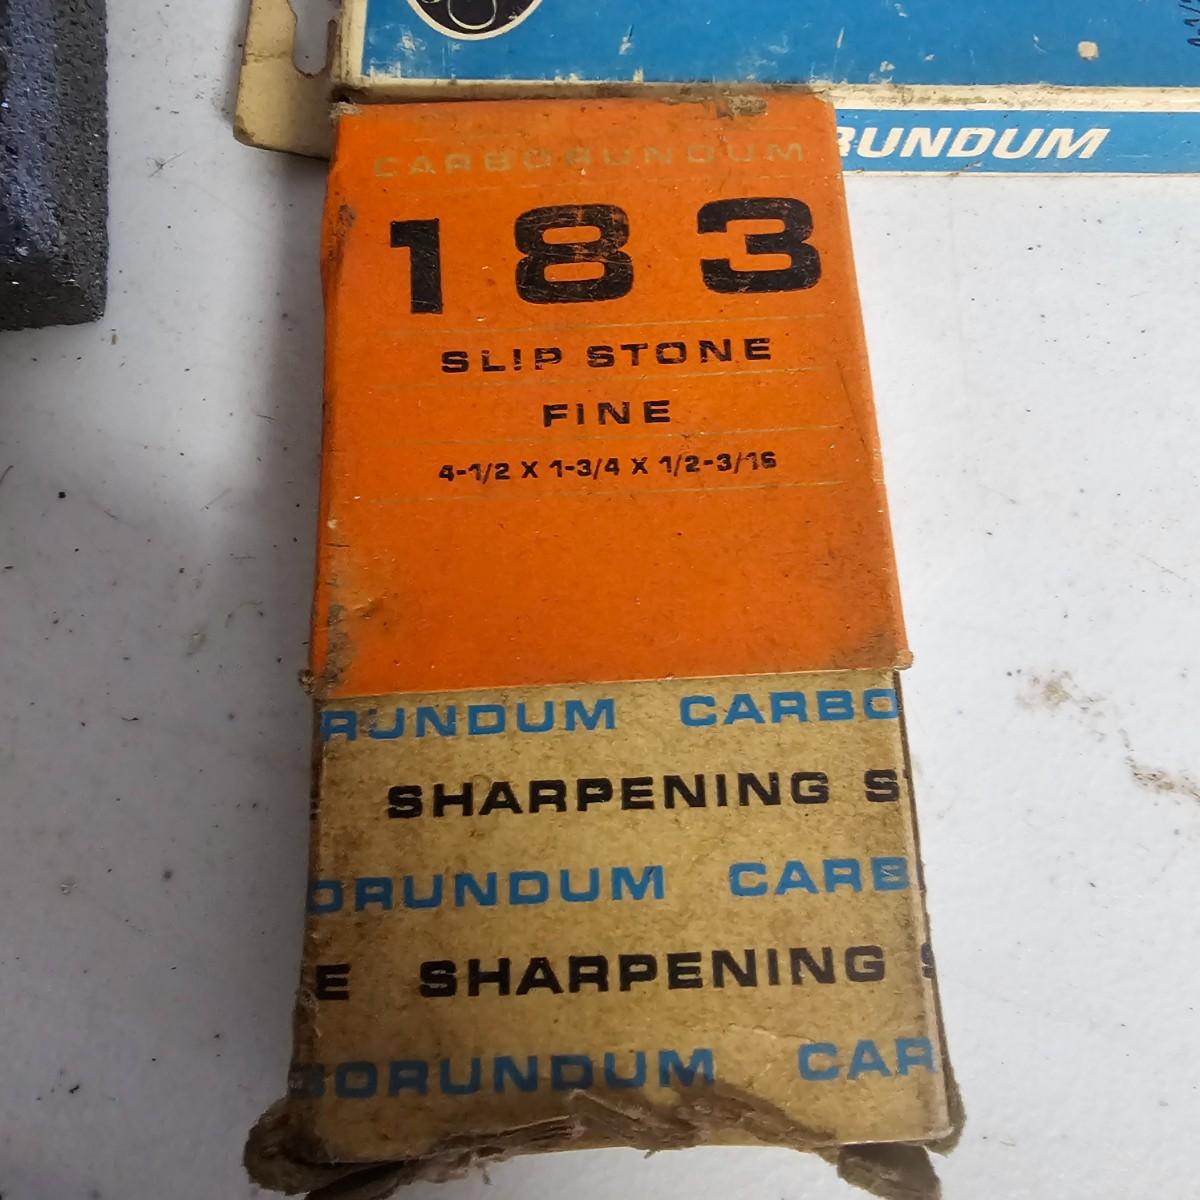 RUNDUM
CARBORUNDUM
183
SLIP STONE
FINE
4-1/2 X 1-3/4 X 1/2-3/16
RUNDUM CARBO
SHARPENING S
ORUNDUM CARB
E SHARPENING
BORUNDUM CAR